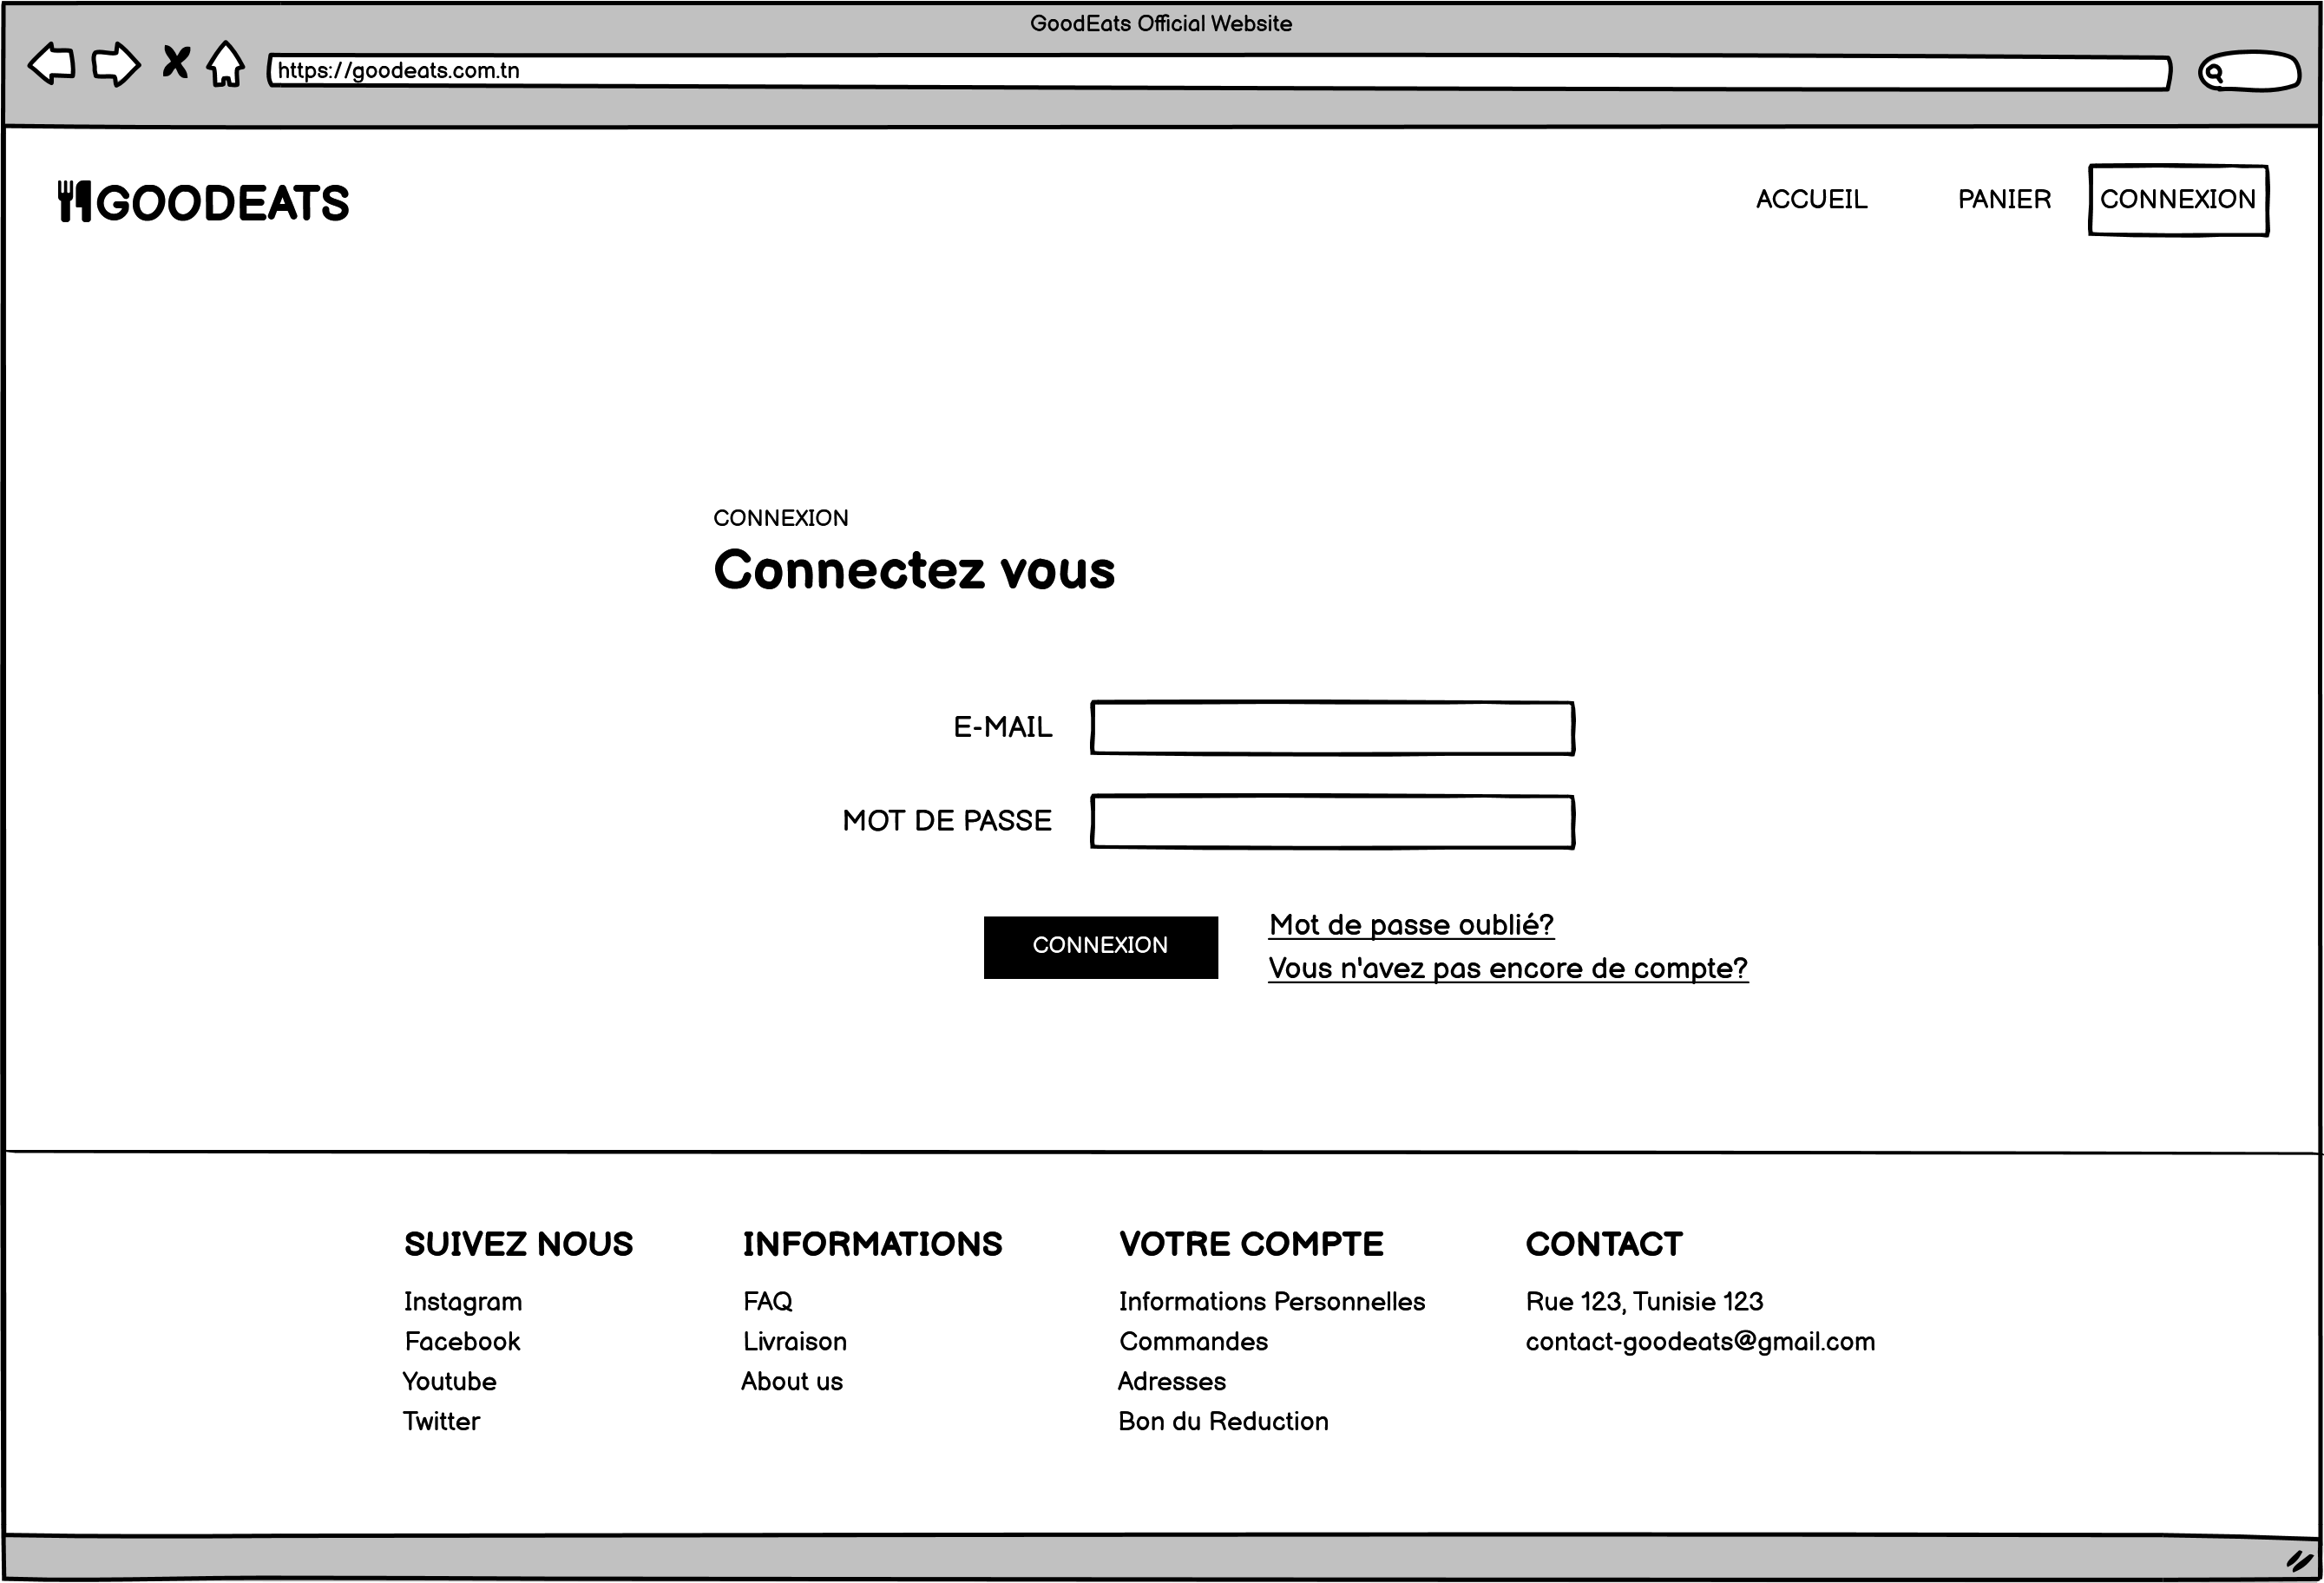 GoodEats Official Website
https://goodeats.com.tn
GOODEATS
ACCUEIL
PANIER
CONNEXION
CONNEXION
Connectez vous
E-MAIL
MOT DE PASSE
CONNEXION
Mot de passe oublié?
Vous n'avez pas encore de compte?
SUIVEZ NOUS
Instagram
Facebook
Youtube
Twitter
INFORMATIONS
FAQ
Livraison
About us
VOTRE COMPTE
Informations Personnelles
Commandes
Adresses
Bon du Reduction
CONTACT
Rue 123, Tunisie 123
contact-goodeats@gmail.com